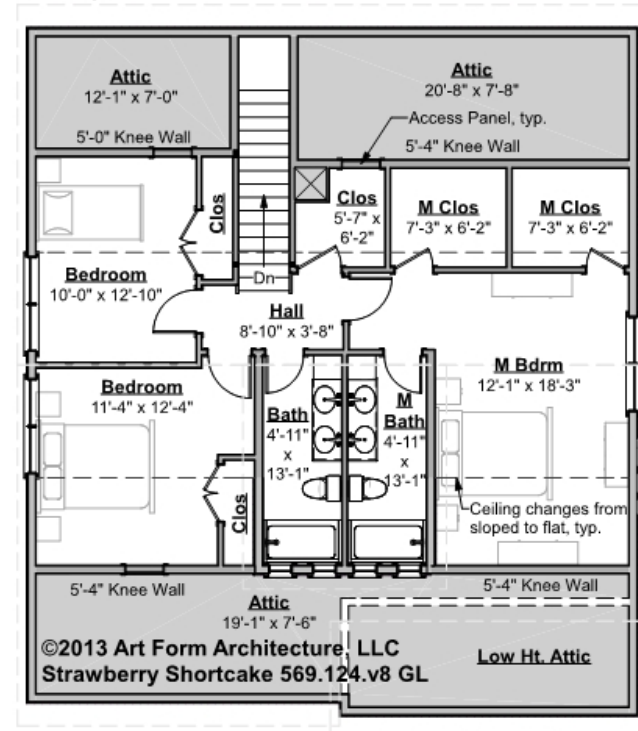 Attic
12'-1" x 7'-0"
5'-0" Knee Wall
Attic
20'-8" x 7'-8"
Access Panel, typ.
5'-4" Knee Wall
Clos
Clos
5'-7" x
6'-2"
M Clos
7'-3" x 6'-2"
M Clos
7'-3" x 6'-2"
Bedroom
10'-0" x 12'-10"
Dn
Hall
8'-10" x 3'-8"
M Bdrm
12'-1" x 18'-3"
Bedroom
11'-4" x 12'-4"
Bath
4'-11"
x
13'-1"
M
Bath
4'-11"
x
13'-1"
Clos
Ceiling changes from
sloped to flat, typ.
5'-4" Knee Wall
5'-4" Knee Wall
Attic
19'-1" x 7'-6"
Low Ht. Attic
©2013 Art Form Architecture, LLC
Strawberry Shortcake 569.124.v8 GL